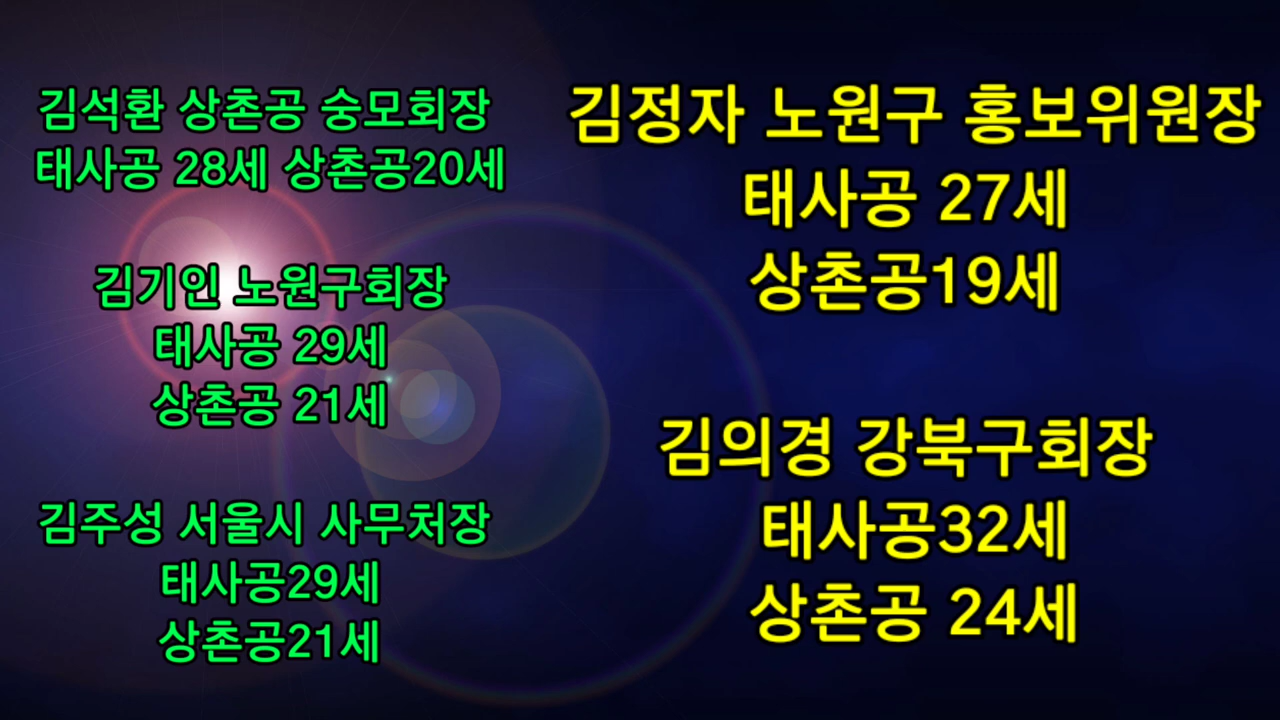 김석환 상촌공 숭모회장
태사공 28세 상촌공20세
김기인 노원구회장
태사공 29세
상촌공 21세
김주성 서울시 사무처장
태사공29세
상촌공21세
김정자 노원구 홍보위원장
태사공 27세
상촌공19세
김의경 강북구회장
태사공32세
상촌공 24세